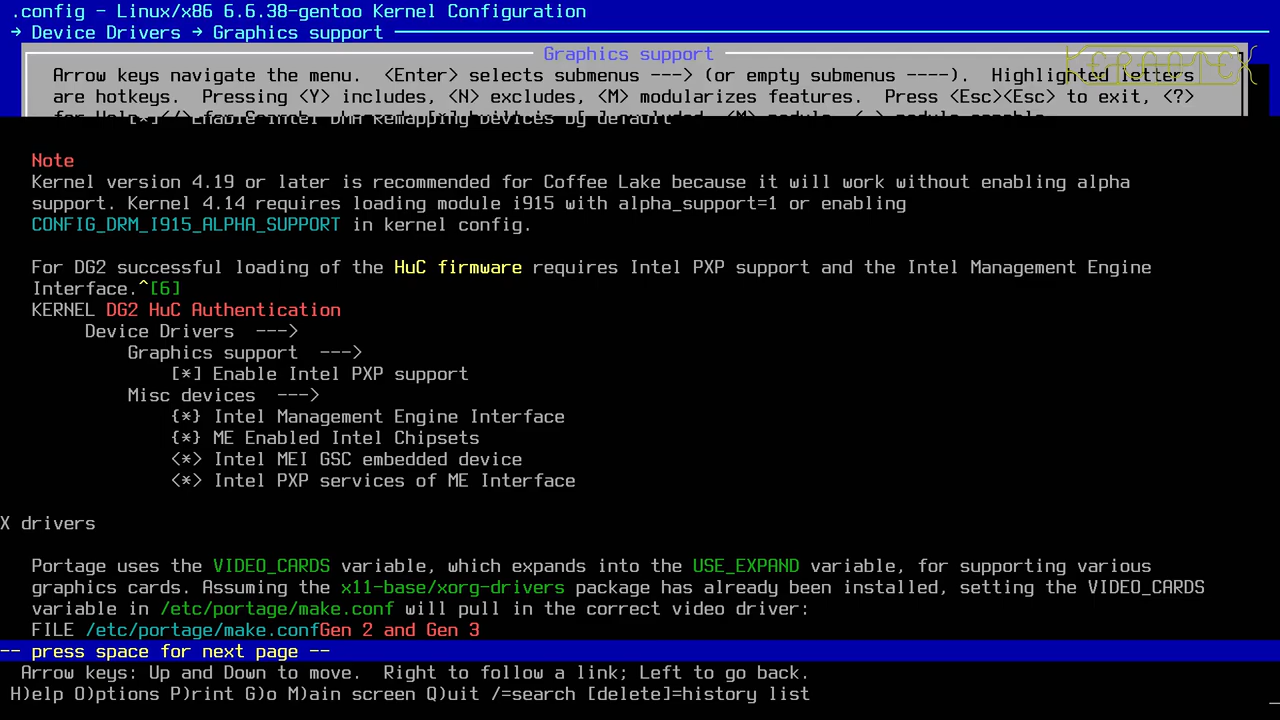 .config - Linux/x86 6.6.38-gentoo Kernel Configuration
→ Device Drivers → Graphics support
Graphics support
KERAOTEX
Arrow keys navigate the menu.  <Enter> selects submenus ---> (or empty submenus ----).  Highlighted letters
are hotkeys.  Pressing <Y> includes, <N> excludes, <M> modularizes features.  Press <Esc><Esc> to exit, <?>
[*]   Enable Intel DMA Remapping Devices by default
Note
Kernel version 4.19 or later is recommended for Coffee Lake because it will work without enabling alpha
support. Kernel 4.14 requires loading module i915 with alpha_support=1 or enabling
CONFIG_DRM_I915_ALPHA_SUPPORT in kernel config.
For DG2 successful loading of the HuC firmware requires Intel PXP support and the Intel Management Engine
Interface.^[6]
KERNEL DG2 HuC Authentication
Device Drivers  --->
Graphics support  --->
[*] Enable Intel PXP support
Misc devices  --->
{*} Intel Management Engine Interface
{*} ME Enabled Intel Chipsets
<*> Intel MEI GSC embedded device
<*> Intel PXP services of ME Interface
X drivers
Portage uses the VIDEO_CARDS variable, which expands into the USE_EXPAND variable, for supporting various
graphics cards. Assuming the x11-base/xorg-drivers package has already been installed, setting the VIDEO_CARDS
variable in /etc/portage/make.conf will pull in the correct video driver:
FILE /etc/portage/make.confGen 2 and Gen 3
-- press space for next page --
Arrow keys: Up and Down to move.  Right to follow a link; Left to go back.
H)elp O)ptions P)rint G)o M)ain screen Q)uit /=search [delete]=history list